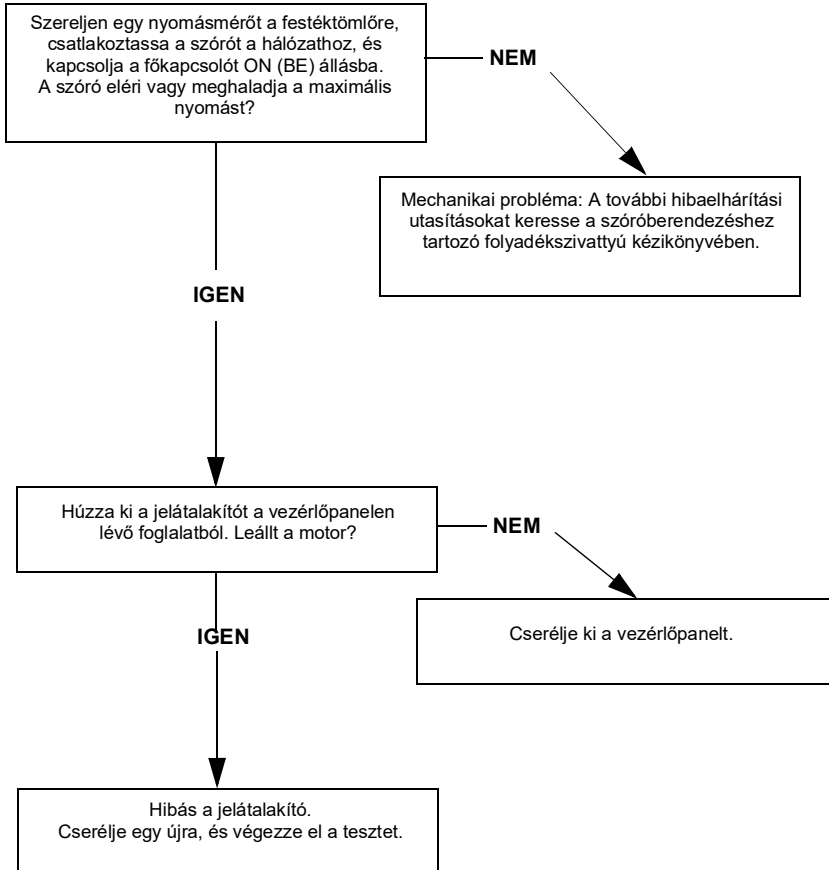 Szereljen egy nyomásmérőt a festéktömlőre,
csatlakoztassa a szórót a hálózathoz, és
kapcsolja a főkapcsolót ON (BE) állásba.
A szóró eléri vagy meghaladja a maximális
nyomást?
NEM
Mechanikai probléma: A további hibaelhárítási
utasításokat keresse a szóróberendezéshez
tartozó folyadékszivattyú kézikönyvében.
IGEN
Húzza ki a jelátalakítót a vezérlőpanelen
lévő foglalatból. Leállt a motor?
NEM
Cserélje ki a vezérlőpanelt.
IGEN
Hibás a jelátalakító.
Cserélje egy újra, és végezze el a tesztet.